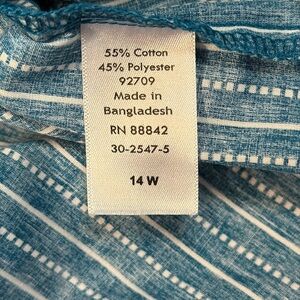 55% Cotton
45% Polyester
92709
Made in
Bangladesh
RN 88842
30-2547-5
14 W